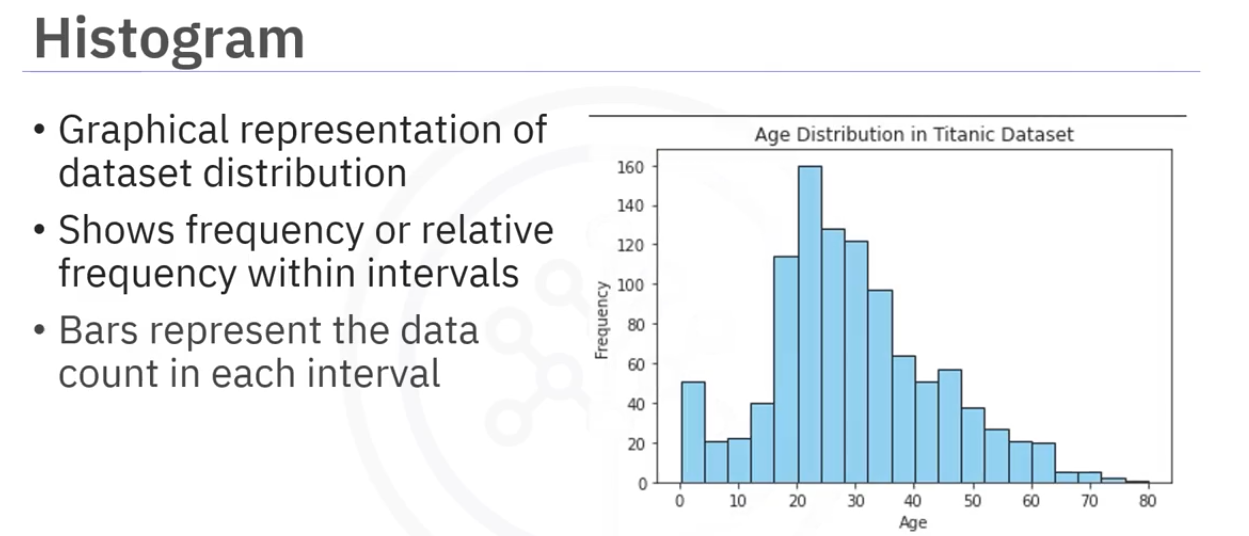 Histogram
• Graphical representation of
dataset distribution
• Shows frequency or relative
frequency within intervals
• Bars represent the data
count in each interval
Age Distribution in Titanic Dataset
160
140
120
100
80
60
40
20
0
Frequency
0 10 20 30 40 50 60 70 80
Age